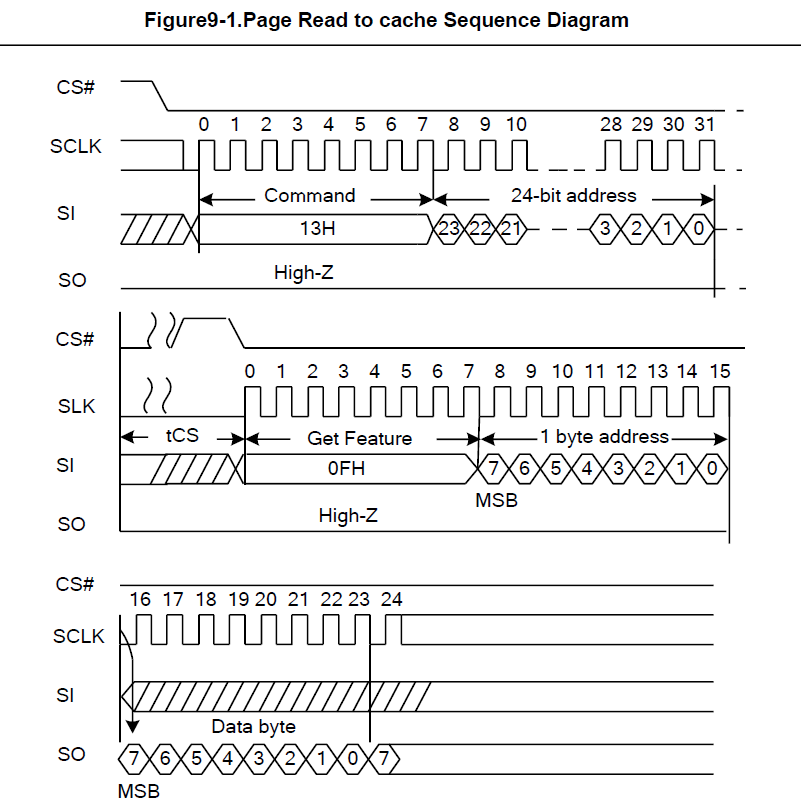 Figure9-1.Page Read to cache Sequence Diagram
CS#
0 1 2 3 4 5 6 7 8 9 10 28 29 30 31
SCLK
Command 24-bit address
SI 13H 23 22 21 3 2 1 0
High-Z
SO
CS#
0 1 2 3 4 5 6 7 8 9 10 11 12 13 14 15
SLK
tCS Get Feature 1 byte address
SI 0FH 7 6 5 4 3 2 1 0
MSB
High-Z
SO
CS#
16 17 18 19 20 21 22 23 24
SCLK
SI
Data byte
SO 7 6 5 4 3 2 1 0 7
MSB